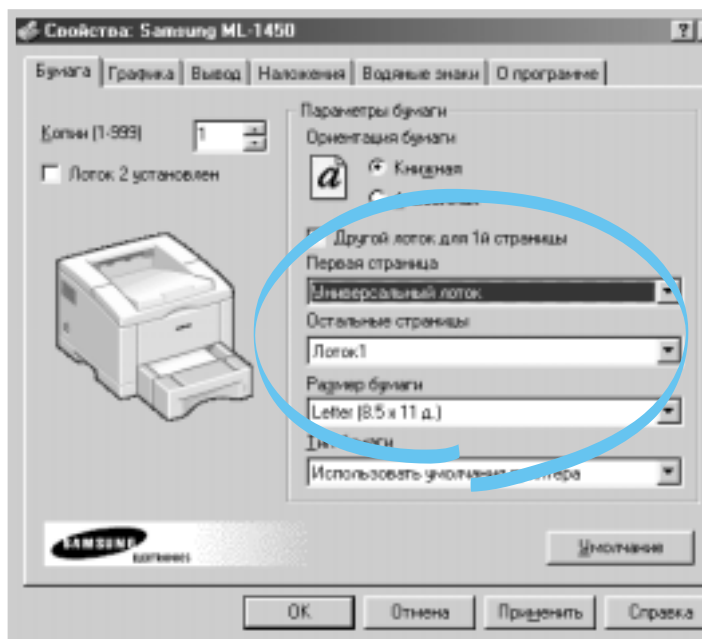 Свойства: Samsung ML-1450
?
Бумага Графика Вывод Наложения Водяные знаки О программе
Копии (1-999) 1
Лоток 2 установлен
Параметры бумаги
Ориентация бумаги
a
Книжная
Другой лоток для 1й страницы
Первая страница
Универсальный лоток
Остальные страницы
Лоток1
Размер бумаги
Letter (8.5 x 11 д.)
Использовать умолчания
SAMSUNG
ELECTRONICS
Умолчание
OK Отмена Применить Справка